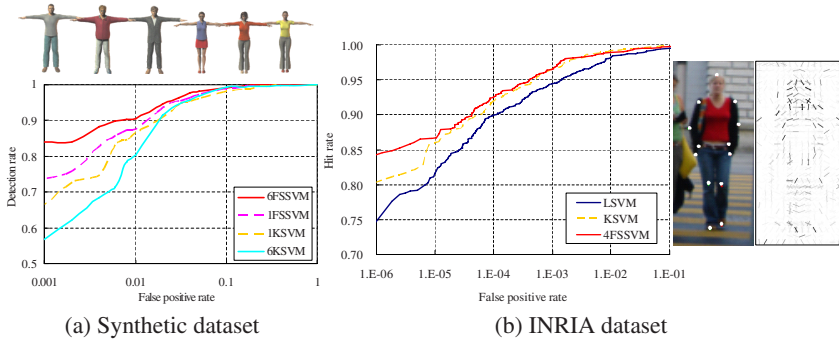 1
0.9
0.8
0.7
0.6
0.5
Detection rate
6FSSVM
1FSSVM
1KSVM
6KSVM
0.001
0.01
0.1
1
False positive rate
(a) Synthetic dataset
1.00
0.95
0.90
0.85
0.80
0.75
0.70
Hit rate
LSVM
KSVM
4FSSVM
1.E-06
1.E-05
1.E-04
1.E-03
1.E-02
1.E-01
False positive rate
(b) INRIA dataset